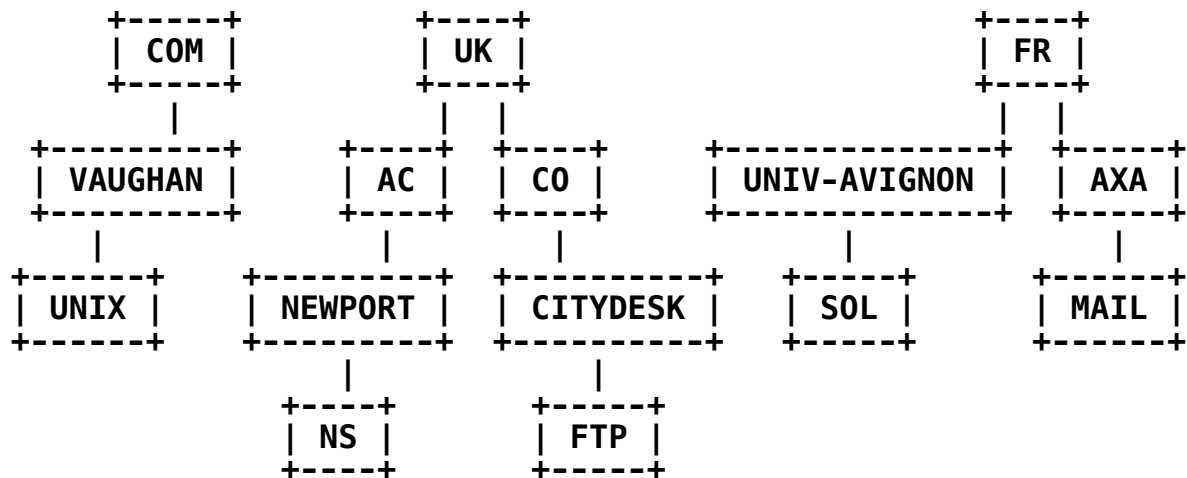 COM UK FR
VAUGHAN AC CO UNIV-AVIGNON AXA
UNIX NEWPORT CITYDESK SOL MAIL
NS FTP